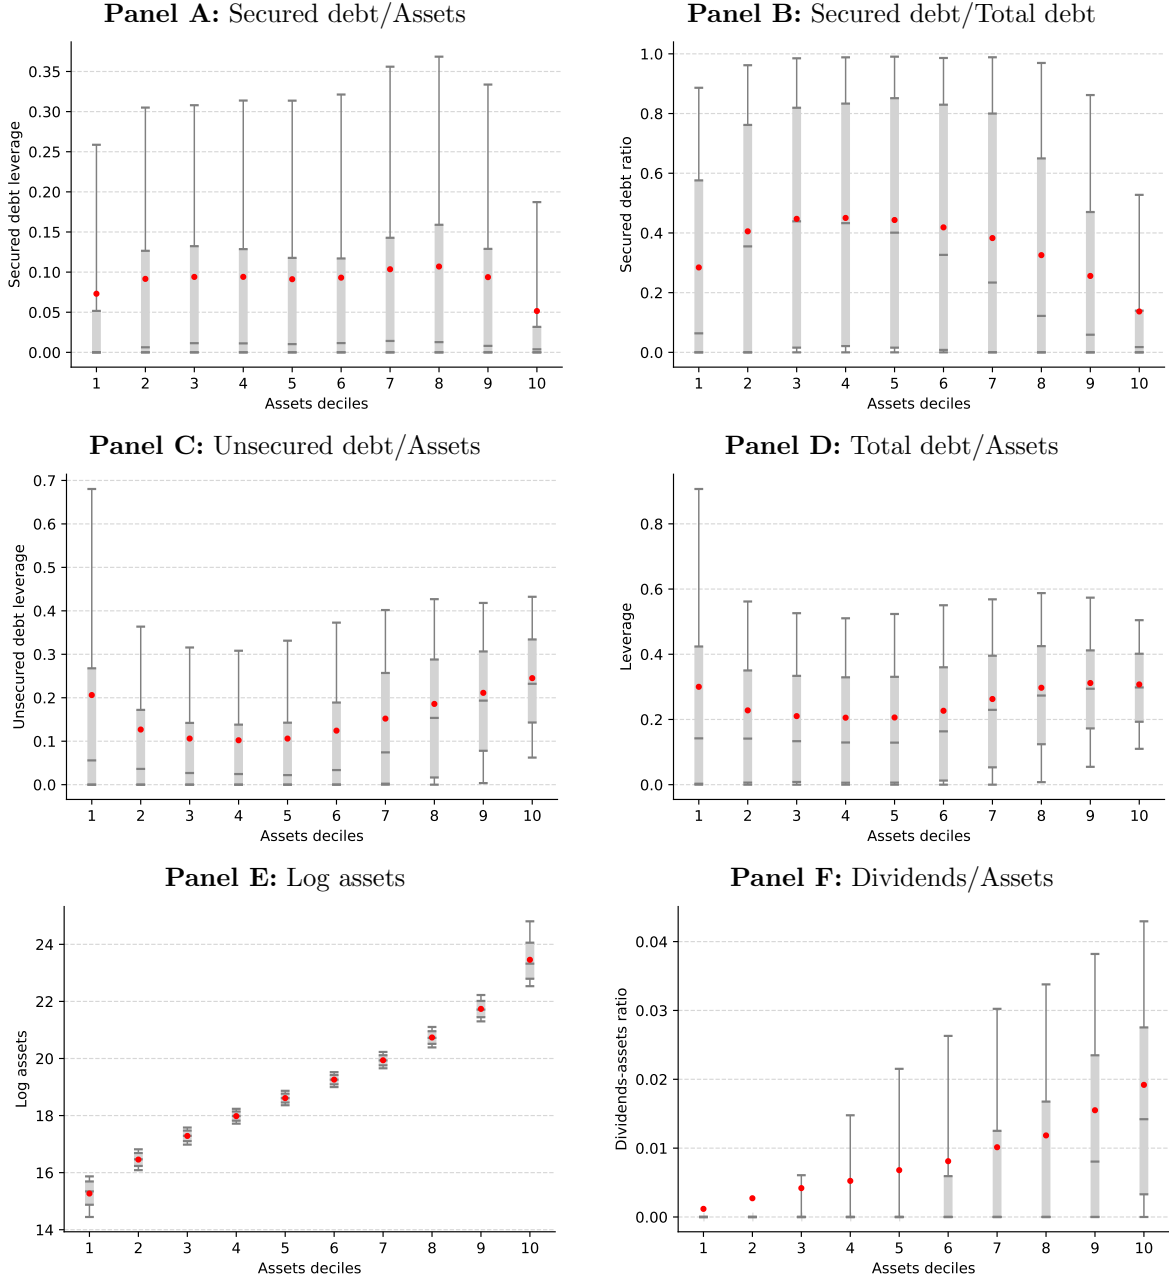 Panel A: Secured debt/Assets
Secured debt leverage
0.35
0.30
0.25
0.20
0.15
0.10
0.05
0.00
1 2 3 4 5 6 7 8 9 10
Assets deciles
Panel B: Secured debt/Total debt
Secured debt ratio
1.0
0.8
0.6
0.4
0.2
0.0
1 2 3 4 5 6 7 8 9 10
Assets deciles
Panel C: Unsecured debt/Assets
Unsecured debt leverage
0.7
0.6
0.5
0.4
0.3
0.2
0.1
0.0
1 2 3 4 5 6 7 8 9 10
Assets deciles
Panel D: Total debt/Assets
Leverage
0.8
0.6
0.4
0.2
0.0
1 2 3 4 5 6 7 8 9 10
Assets deciles
Panel E: Log assets
Log assets
24
22
20
18
16
14
1 2 3 4 5 6 7 8 9 10
Assets deciles
Panel F: Dividends/Assets
Dividends-assets ratio
0.04
0.03
0.02
0.01
0.00
1 2 3 4 5 6 7 8 9 10
Assets deciles